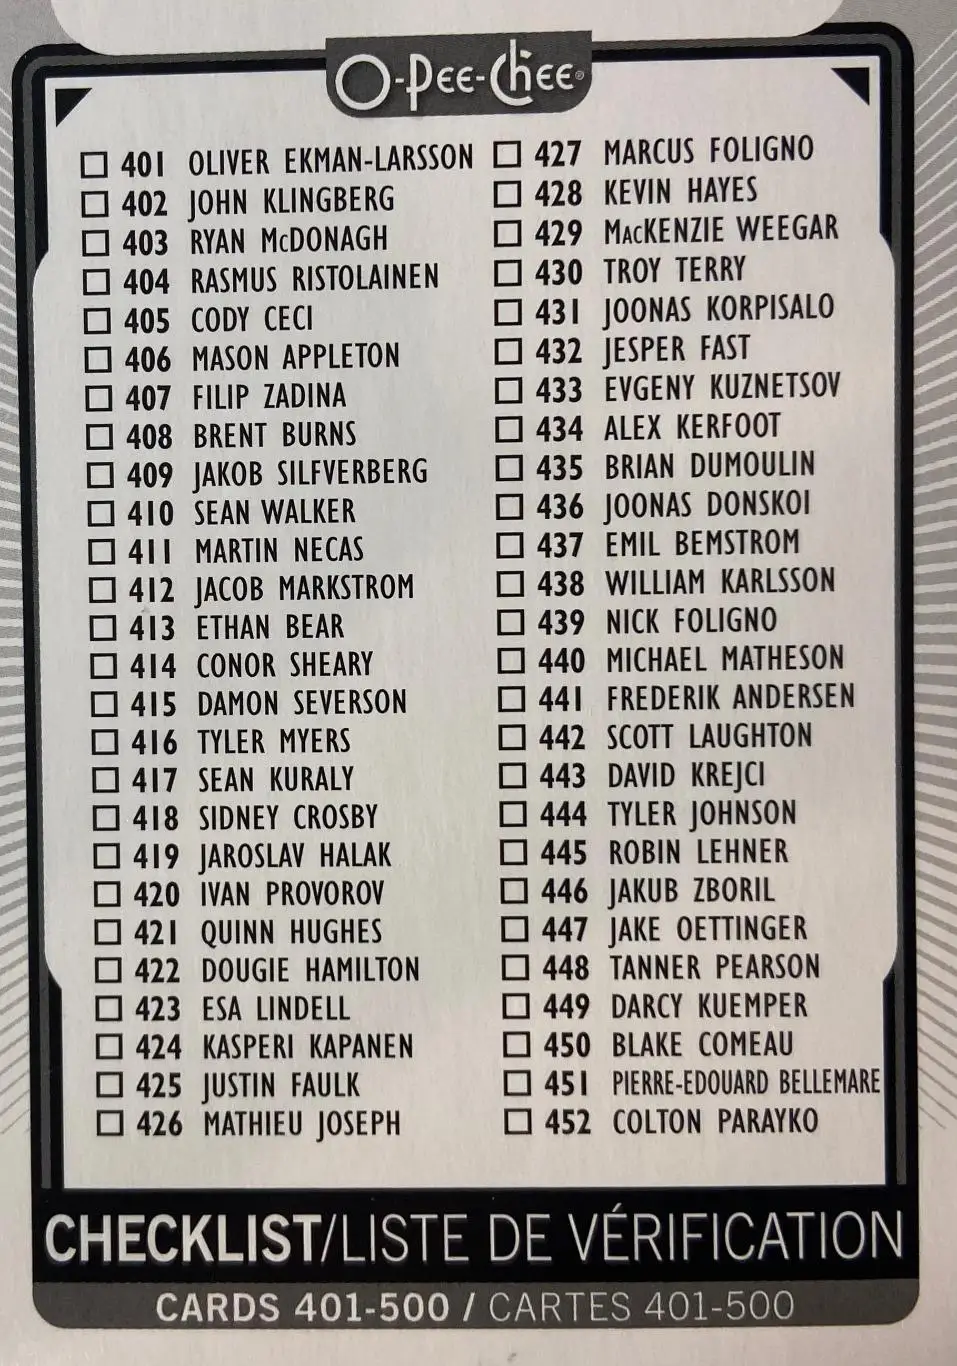 O-Pee-Chee®
401 OLIVER EKMAN-LARSSON
402 JOHN KLINGBERG
403 RYAN McDONAGH
404 RASMUS RISTOLAINEN
405 CODY CECI
406 MASON APPLETON
407 FILIP ZADINA
408 BRENT BURNS
409 JAKOB SILFVERBERG
410 SEAN WALKER
411 MARTIN NECAS
412 JACOB MARKSTROM
413 ETHAN BEAR
414 CONOR SHEARY
415 DAMON SEVERSON
416 TYLER MYERS
417 SEAN KURALY
418 SIDNEY CROSBY
419 JAROSLAV HALAK
420 IVAN PROVOROV
421 QUINN HUGHES
422 DOUGIE HAMILTON
423 ESA LINDELL
424 KASPERI KAPANEN
425 JUSTIN FAULK
426 MATHIEU JOSEPH
427 MARCUS FOLIGNO
428 KEVIN HAYES
429 MacKENZIE WEEGAR
430 TROY TERRY
431 JOONAS KORPISALO
432 JESPER FAST
433 EVGENY KUZNETSOV
434 ALEX KERFOOT
435 BRIAN DUMOULIN
436 JOONAS DONSKOI
437 EMIL BEMSTROM
438 WILLIAM KARLSSON
439 NICK FOLIGNO
440 MICHAEL MATHESON
441 FREDERIK ANDERSEN
442 SCOTT LAUGHTON
443 DAVID KREJCI
444 TYLER JOHNSON
445 ROBIN LEHNER
446 JAKUB ZBORIL
447 JAKE OETTINGER
448 TANNER PEARSON
449 DARCY KUEMPER
450 BLAKE COMEAU
451 PIERRE-EDOUARD BELLEMARE
452 COLTON PARAYKO
CHECKLIST/LISTE DE VÉRIFICATION
CARDS 401-500 / CARTES 401-500